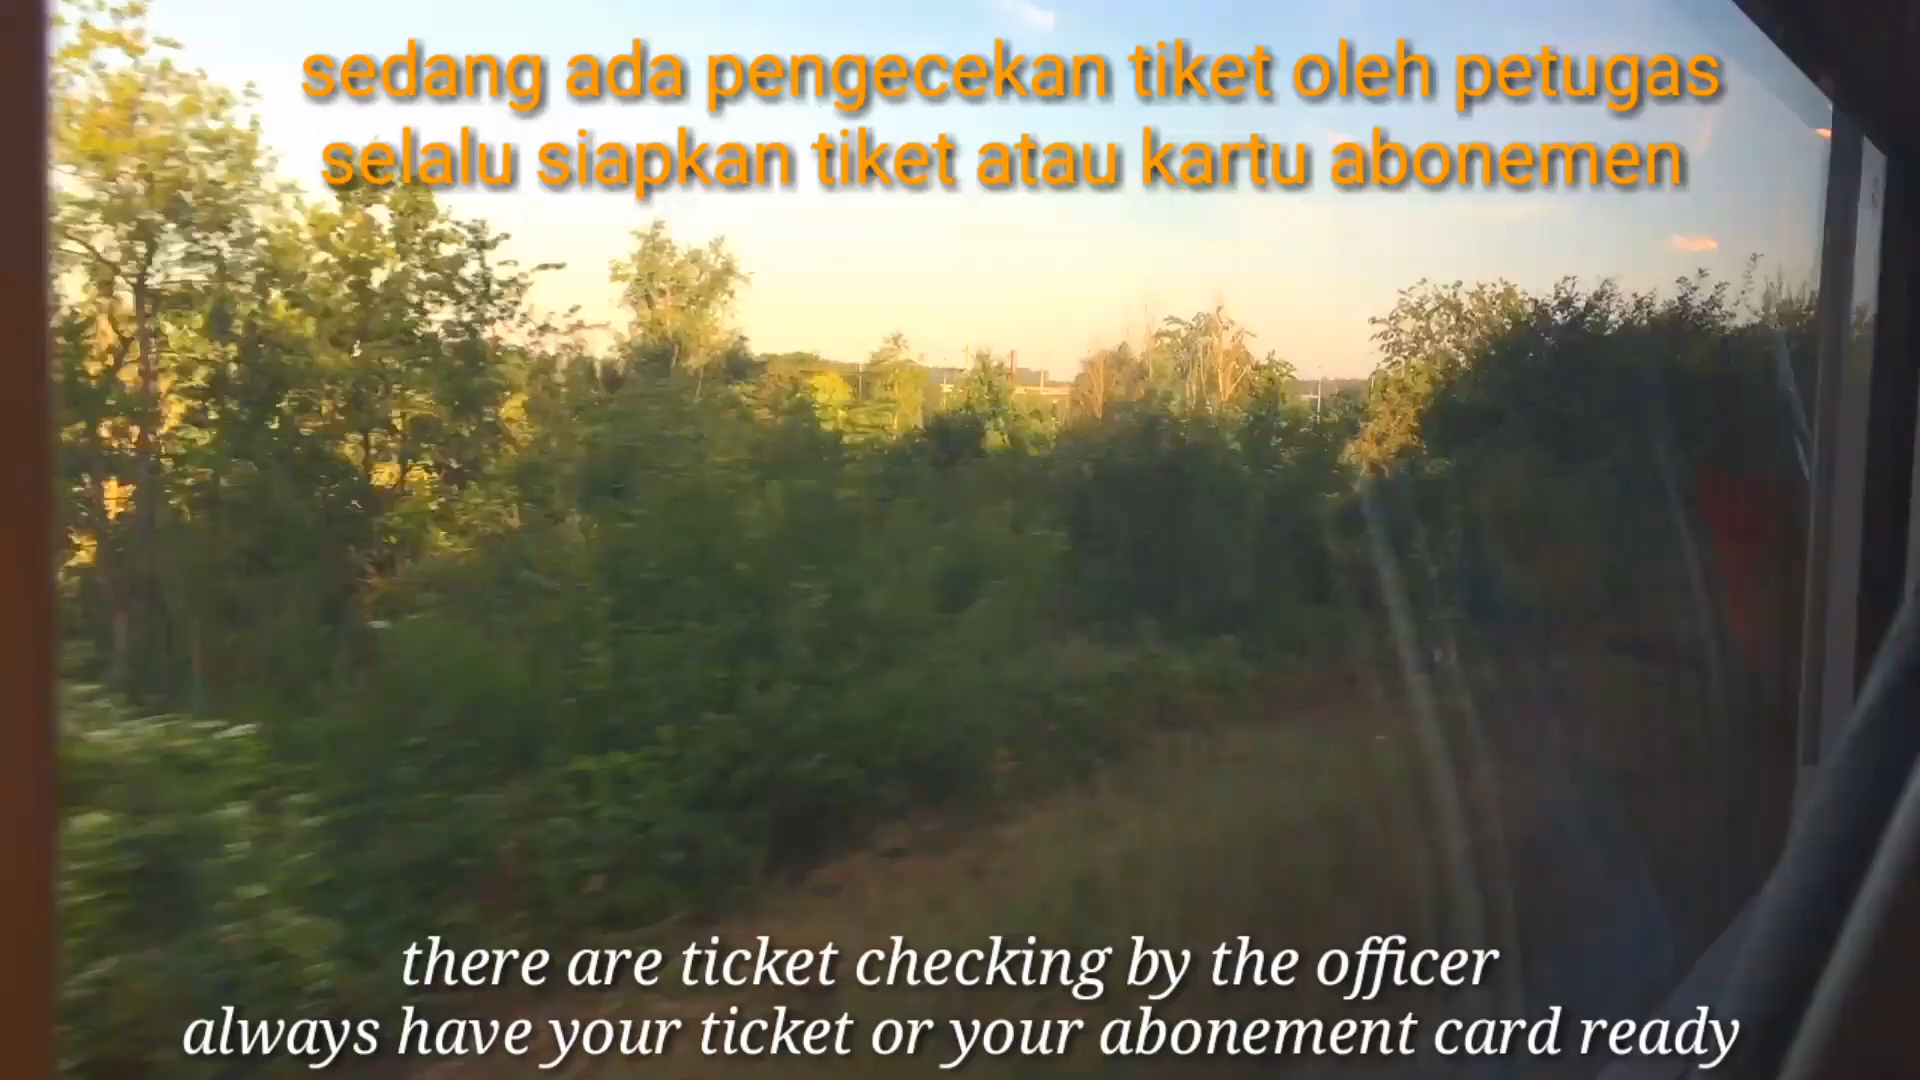 sedang ada pengecekan tiket oleh petugas
selalu siapkan tiket atau kartu abonemen
there are ticket checking by the officer
always have your ticket or your abonement card ready